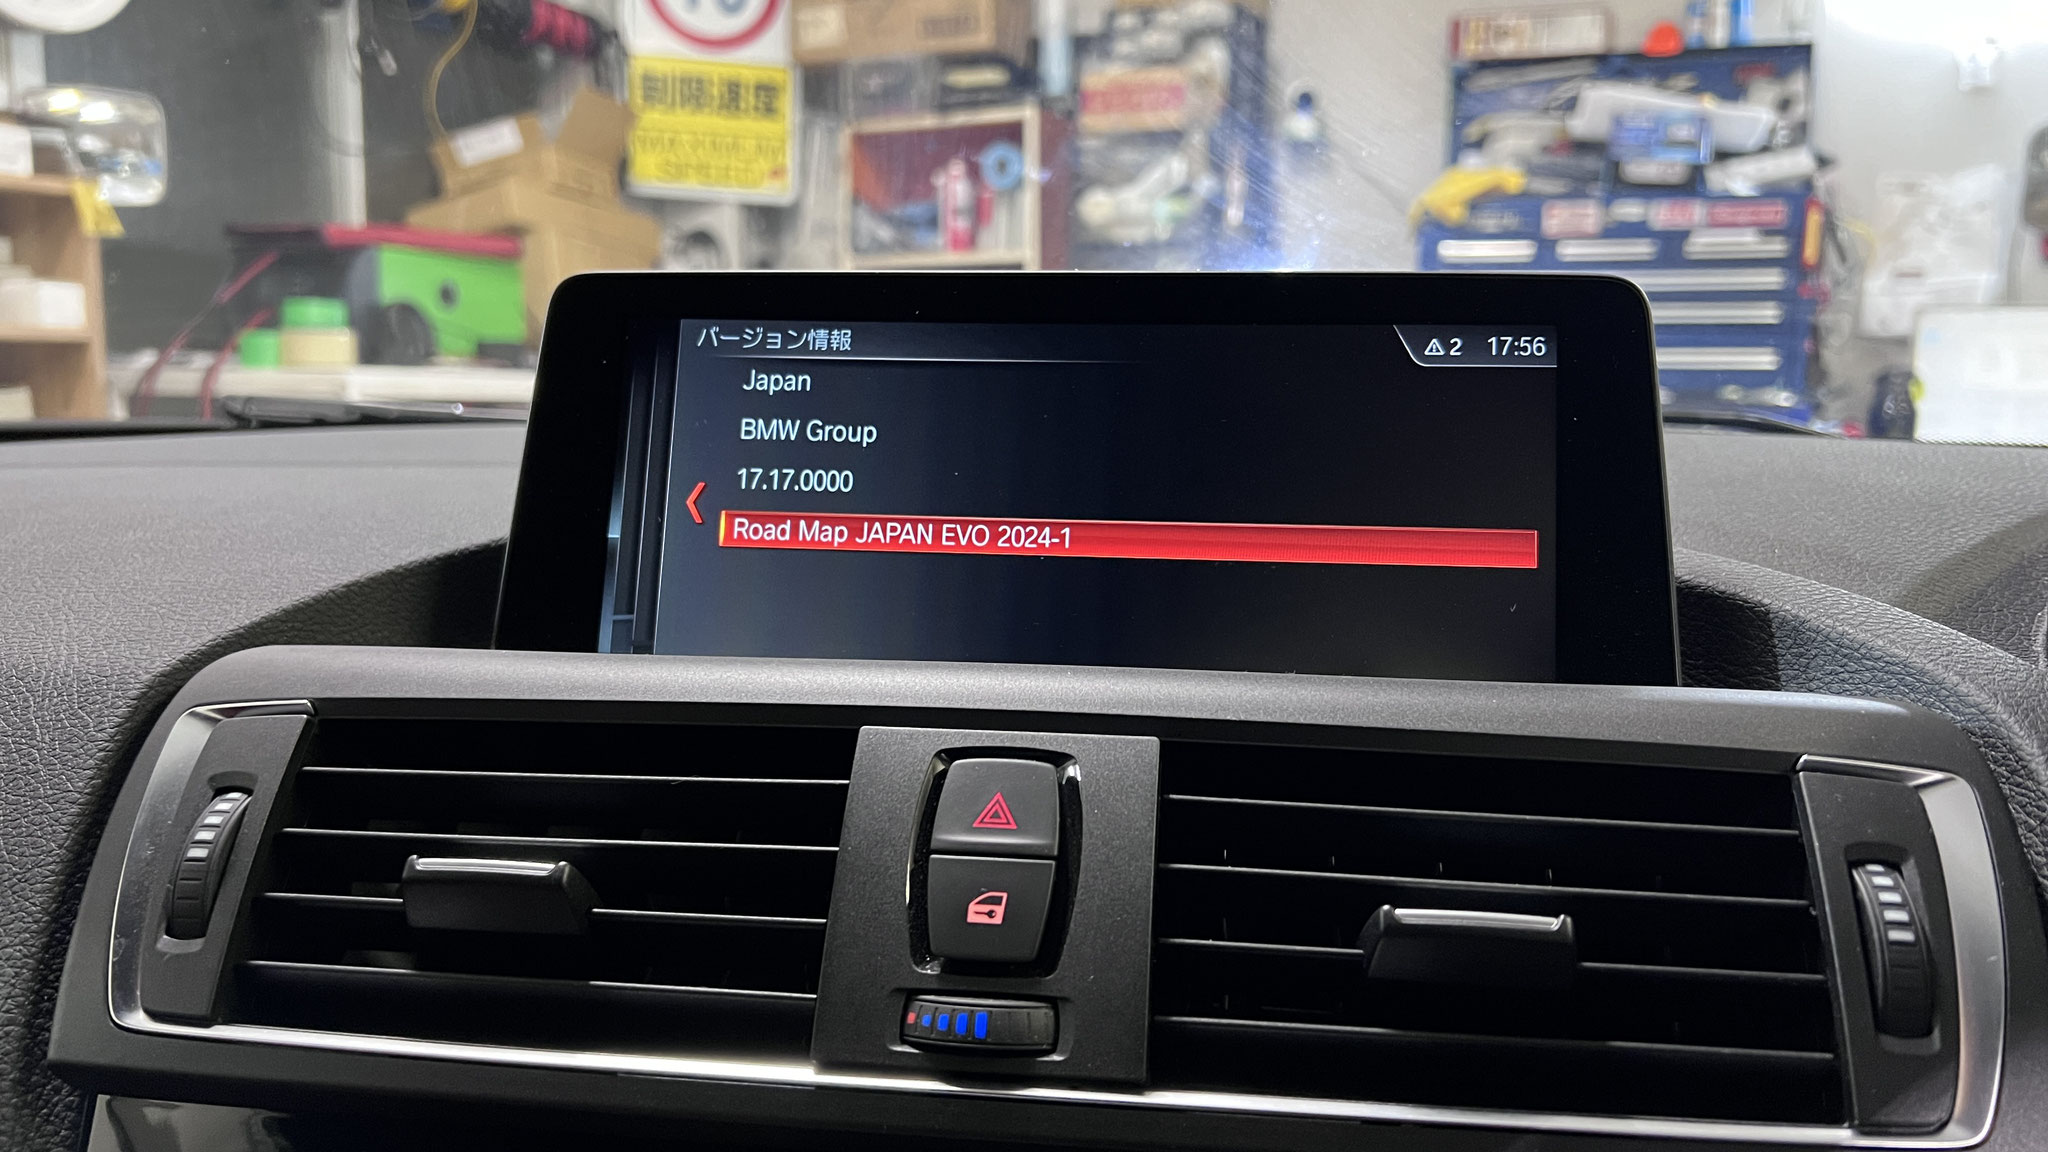 制限速度
バージョン情報
2 17:56
Japan
BMW Group
17.17.0000
Road Map JAPAN EVO 2024-1